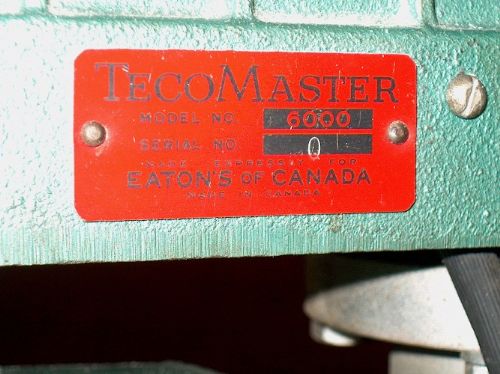 TECOMASTER
MODEL NO. 6000
SERIAL NO. 0
MADE EXPRESSLY FOR
EATON'S OF CANADA
MADE IN CANADA